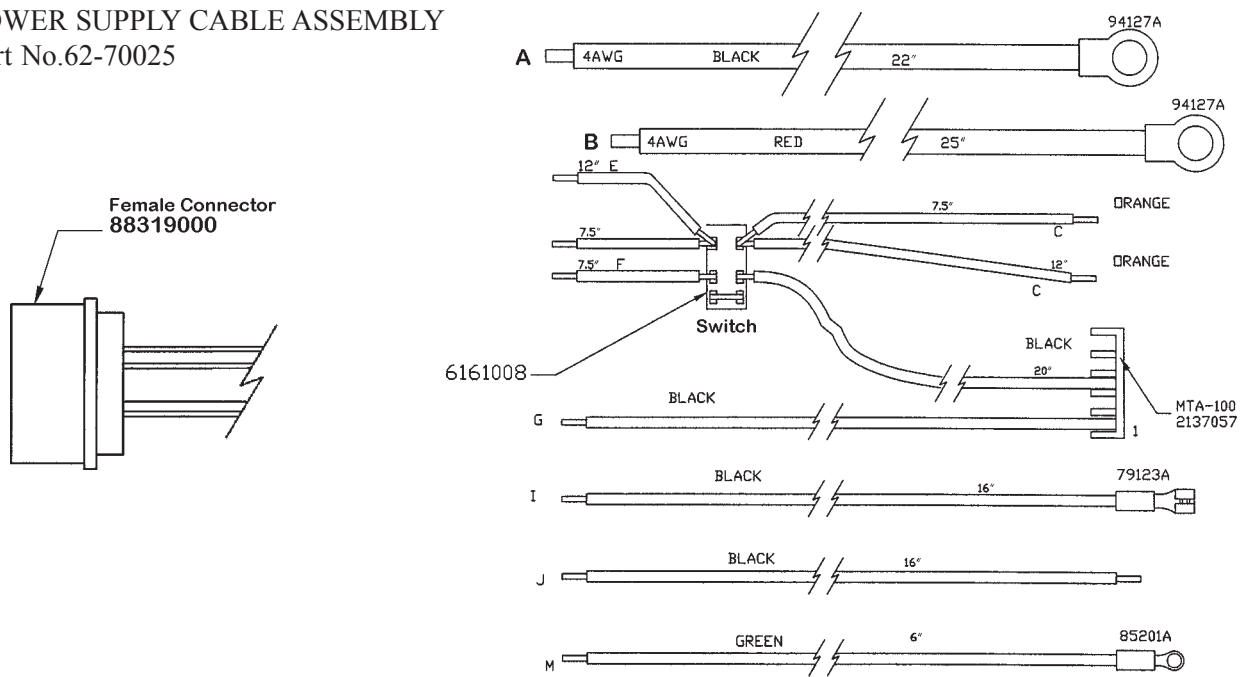 OWER SUPPLY CABLE ASSEMBLY
rt No.62-70025
94127A
A 4AWG BLACK 22"
94127A
B 4AWG RED 25"
12" E
Female Connector
88319000
7.5" ORANGE
C
7.5"
7.5" F
12" ORANGE
C
Switch
6161008
BLACK
20"
MTA-100
2137057
BLACK
G
1
BLACK 79123A
I 16"
BLACK 16"
J
GREEN 6" 85201A
M